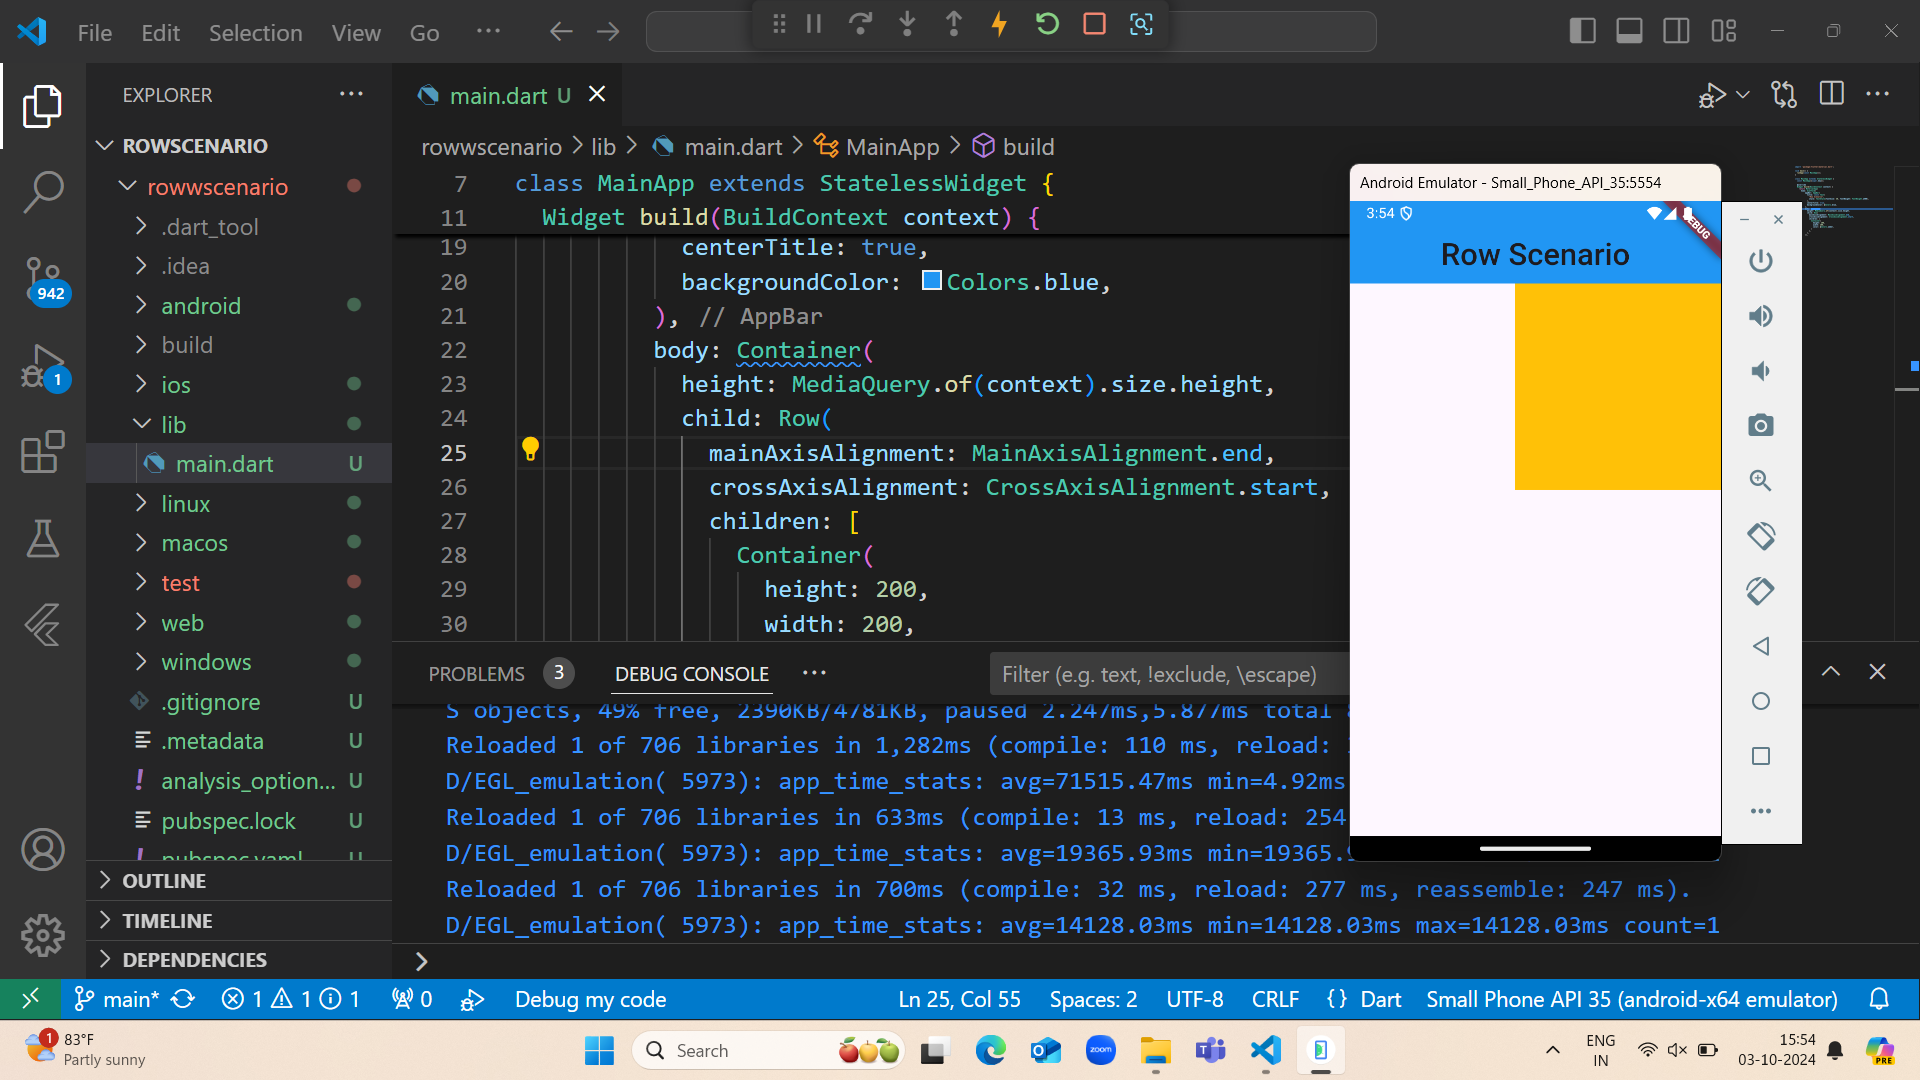 File Edit Selection View Go ···
EXPLORER ···
ROWSCENARIO
rowwscenario
.dart_tool
.idea
android
build
ios
lib
main.dart U
linux
macos
test
web
windows
.gitignore U
.metadata U
analysis_option... U
pubspec.lock U
pubspec.yaml U
OUTLINE
TIMELINE
DEPENDENCIES
942
1
main.dart U
rowwscenario > lib > main.dart > MainApp > build
7 class MainApp extends StatelessWidget {
11 Widget build(BuildContext context) {
19 centerTitle: true,
20 backgroundColor: Colors.blue,
21 ), // AppBar
22 body: Container(
23 height: MediaQuery.of(context).size.height,
24 child: Row(
25 mainAxisAlignment: MainAxisAlignment.end,
26 crossAxisAlignment: CrossAxisAlignment.start,
27 children: [
28 Container(
29 height: 200,
30 width: 200,
PROBLEMS 3 DEBUG CONSOLE ··· Filter (e.g. text, !exclude, \escape)
S objects, 49% free, 2390KB/4781KB, paused 2.247ms,5.877ms total
Reloaded 1 of 706 libraries in 1,282ms (compile: 110 ms, reload:
D/EGL_emulation( 5973): app_time_stats: avg=71515.47ms min=4.92ms
Reloaded 1 of 706 libraries in 633ms (compile: 13 ms, reload: 254
D/EGL_emulation( 5973): app_time_stats: avg=19365.93ms min=19365.
Reloaded 1 of 706 libraries in 700ms (compile: 32 ms, reload: 277 ms, reassemble: 247 ms).
D/EGL_emulation( 5973): app_time_stats: avg=14128.03ms min=14128.03ms max=14128.03ms count=1
>
Android Emulator - Small_Phone_API_35:5554
3:54
DEBUG
Row Scenario
main* 1 1 1 0 Debug my code Ln 25, Col 55 Spaces: 2 UTF-8 CRLF {} Dart Small Phone API 35 (android-x64 emulator)
1
83°F
Partly sunny
Search
zoom
ENG
IN
15:54
03-10-2024
PRE